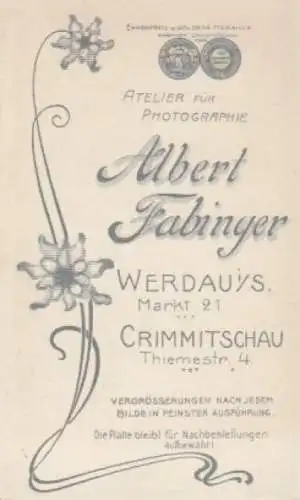 ATELIER FÜR
PHOTOGRAPHIE
Albert
Fabinger
WERDAU i/S.
Markt 21
CRIMMITSCHAU
Thiemestr. 4.
VERGRÖSSERUNGEN NACH JEDEM
BILDE IN FEINSTER AUSFÜHRUNG.
Die Platte bleibt für Nachbestellungen
aufbewahrt